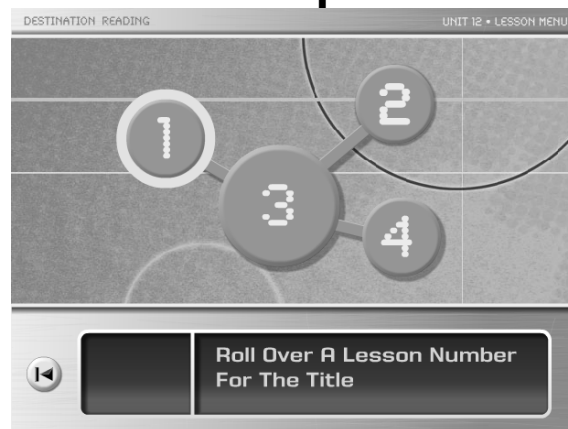 DESTINATION READING
UNIT 12 • LESSON MENU
1
2
3
4
Roll Over A Lesson Number
For The Title